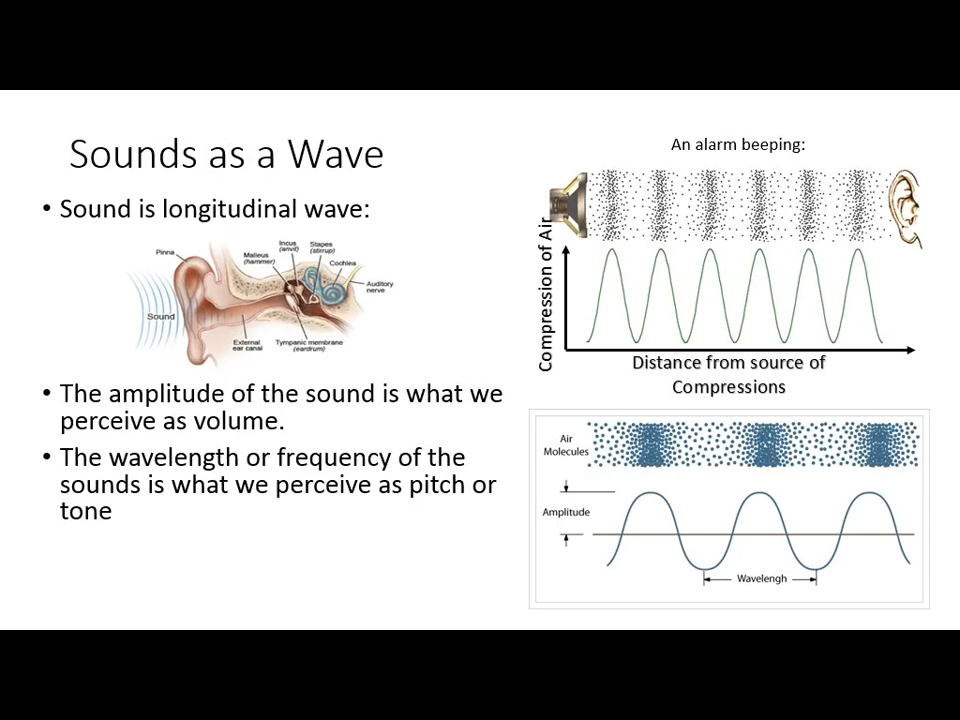 Sounds as a Wave
• Sound is longitudinal wave:
Pinna
Malleus
(hammer)
Incus
(anvil)
Stapes
(stirrup)
Cochlea
Auditory
nerve
Sound
External
ear canal
Tympanic membrane
(eardrum)
• The amplitude of the sound is what we
perceive as volume.
• The wavelength or frequency of the
sounds is what we perceive as pitch or
tone
An alarm beeping:
Compression of Air
Distance from source of
Compressions
Air
Molecules
Amplitude
Wavelengh